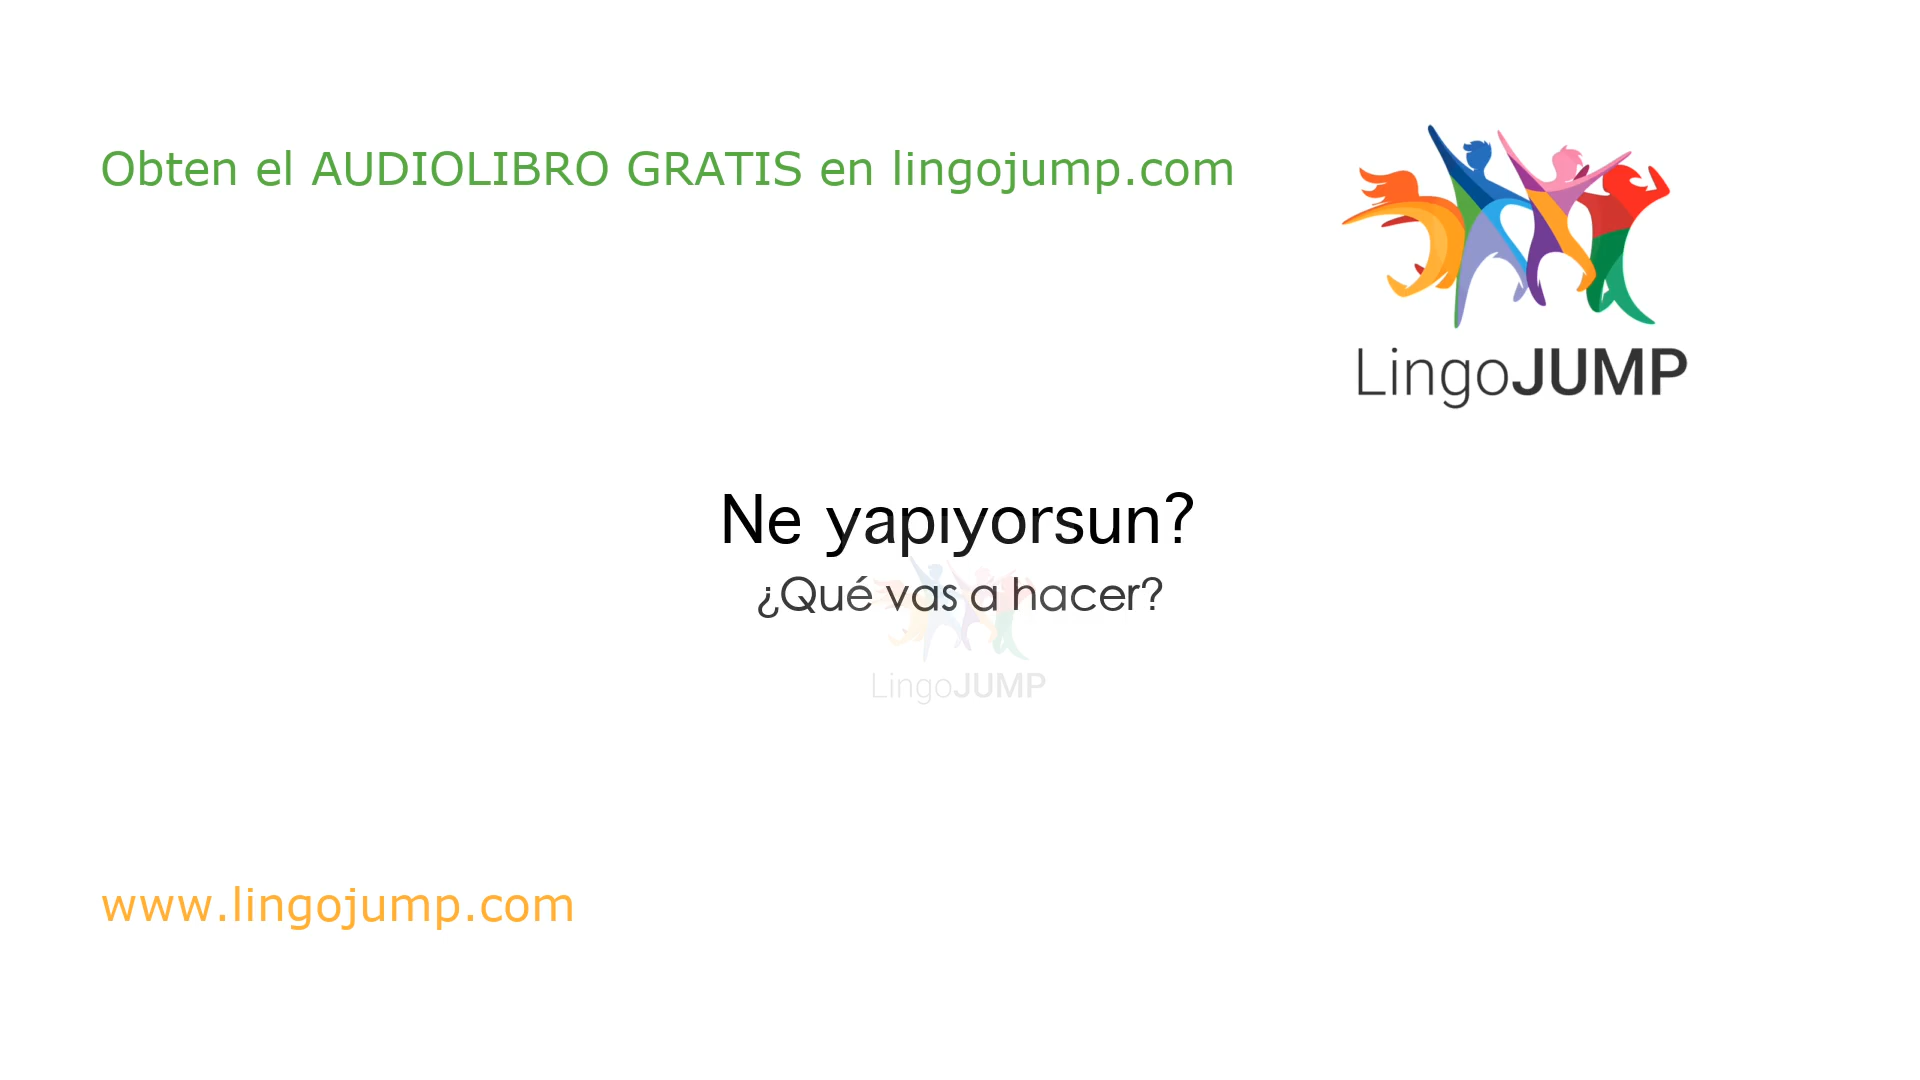 Obten el AUDIOLIBRO GRATIS en lingojump.com
LingoJUMP
Ne yapıyorsun?
¿Qué vas a hacer?
LingoJUMP
www.lingojump.com